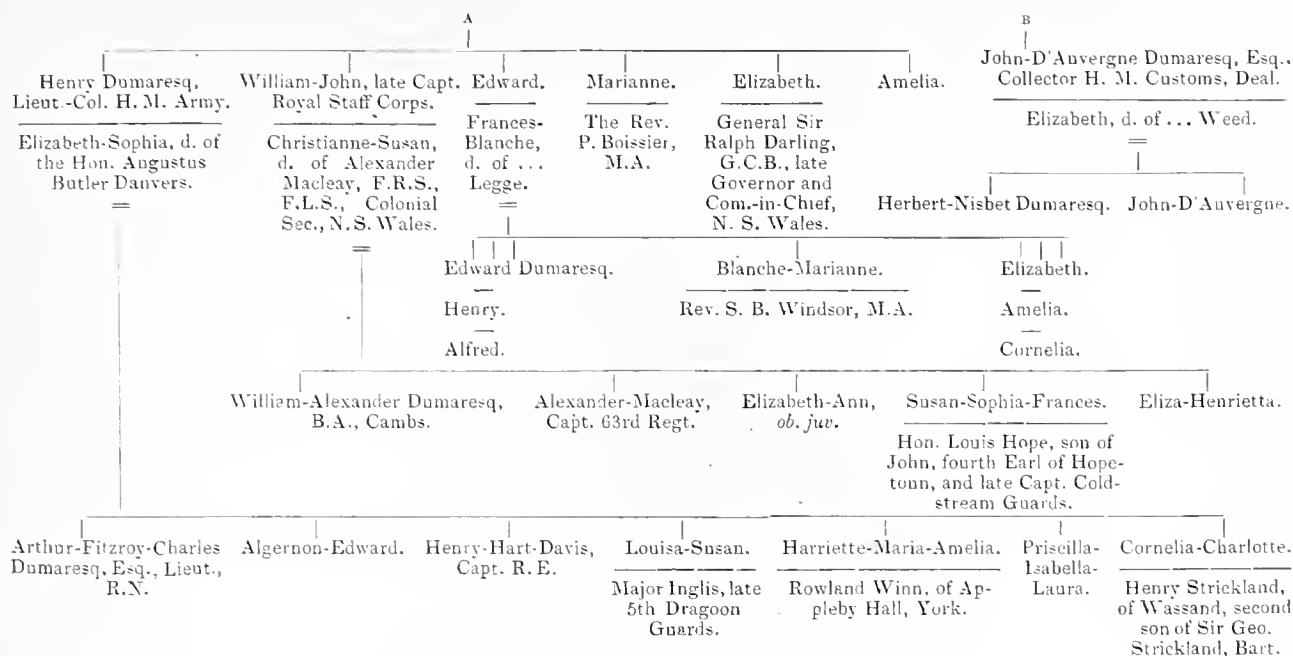 A
B
Henry Dumaresq,
Lieut.-Col. H. M. Army.
Elizabeth-Sophia, d. of
the Hon. Augustus
Butler Danvers.
William-John, late Capt.
Royal Staff Corps.
Christianne-Susan,
d. of Alexander
Macleay, F.R.S.,
F.L.S., Colonial
Sec., N.S. Wales.
Edward.
Frances-
Blanche,
d. of ...
Legge.
Marianne.
The Rev.
P. Boissier,
M.A.
Elizabeth.
General Sir
Ralph Darling,
G.C.B., late
Governor and
Com.-in-Chief,
N. S. Wales.
Amelia.
John-D'Auvergne Dumaresq, Esq.,
Collector H. M. Customs, Deal.
Elizabeth, d. of ... Weed.
Herbert-Nisbet Dumaresq.
John-D'Auvergne.
Edward Dumaresq.
Henry.
Alfred.
Blanche-Marianne.
Rev. S. B. Windsor, M.A.
Elizabeth.
Amelia.
Cornelia.
William-Alexander Dumaresq,
B.A., Cambs.
Alexander-Macleay,
Capt. 63rd Regt.
Elizabeth-Ann,
ob. juv.
Susan-Sophia-Frances.
Hon. Louis Hope, son of
John, fourth Earl of Hope-
toun, and late Capt. Cold-
stream Guards.
Eliza-Henrietta.
Arthur-Fitzroy-Charles
Dumaresq, Esq., Lieut.,
R.N.
Algernon-Edward.
Henry-Hart-Davis,
Capt. R. E.
Louisa-Susan.
Major Inglis, late
5th Dragoon
Guards.
Harriette-Maria-Amelia.
Rowland Winn, of Ap-
pleby Hall, York.
Priscilla-
Isabella-
Laura.
Cornelia-Charlotte.
Henry Strickland,
of Wassand, second
son of Sir Geo.
Strickland, Bart.